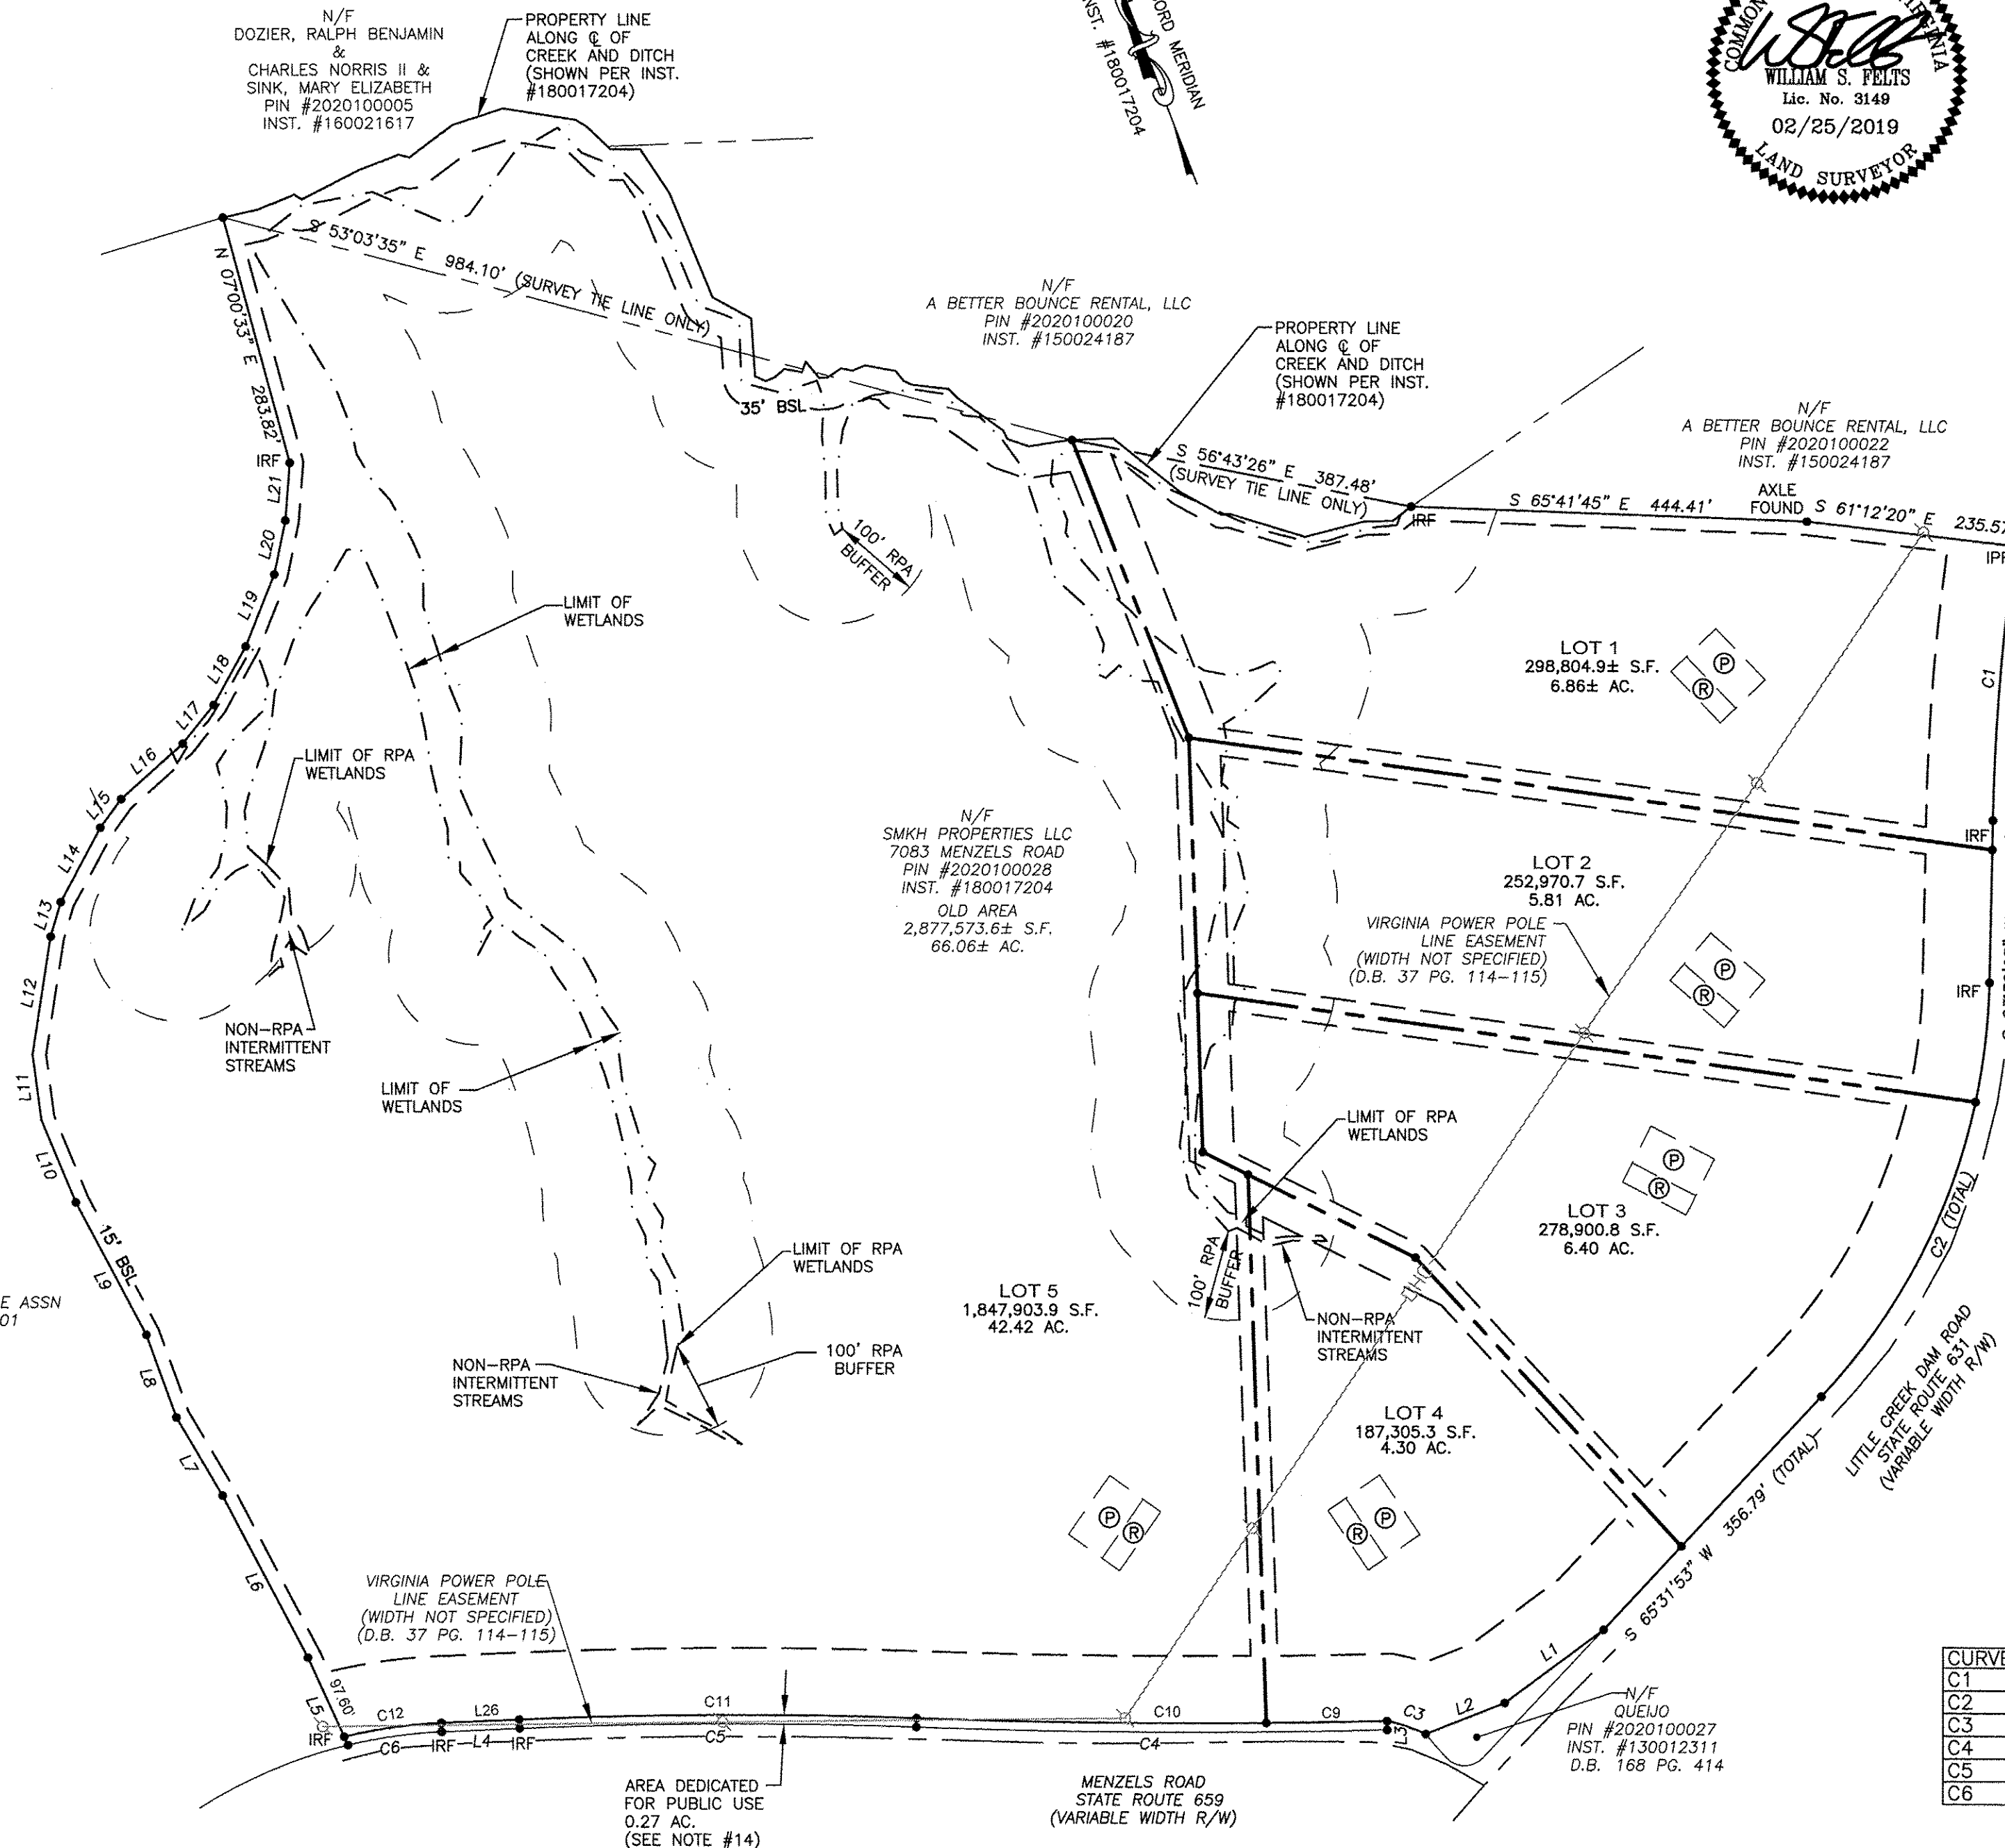 N/F
DOZIER, RALPH BENJAMIN
&
CHARLES NORRIS II &
SINK, MARY ELIZABETH
PIN #2020100005
INST. #160021617
PROPERTY LINE
ALONG ℄ OF
CREEK AND DITCH
(SHOWN PER INST.
#180017204)
MERIDIAN
INST. #180017204
WILLIAM S. FELTS
Lic. No. 3149
02/25/2019
LAND SURVEYOR
S 53°03'35" E 984.10' (SURVEY TIE LINE ONLY)
N 07°00'33" E 283.82'
IRF
L21
L20
L19
L18
L17
L16
L15
L14
L13
L12
L11
L10
L9
L8
L7
L6
L5
97.60'
15' BSL
35' BSL
N/F
A BETTER BOUNCE RENTAL, LLC
PIN #2020100020
INST. #150024187
PROPERTY LINE
ALONG ℄ OF
CREEK AND DITCH
(SHOWN PER INST.
#180017204)
S 56°43'26" E 387.48'
(SURVEY TIE LINE ONLY)
IRF
N/F
A BETTER BOUNCE RENTAL, LLC
PIN #2020100022
INST. #150024187
S 65°41'45" E 444.41'
AXLE
FOUND
S 61°12'20" E 235.57
100' RPA
BUFFER
LIMIT OF
WETLANDS
LIMIT OF RPA
WETLANDS
NON-RPA
INTERMITTENT
STREAMS
LIMIT OF
WETLANDS
N/F
SMKH PROPERTIES LLC
7083 MENZELS ROAD
PIN #2020100028
INST. #180017204
OLD AREA
2,877,573.6± S.F.
66.06± AC.
LOT 1
298,804.9± S.F.
6.86± AC.
P
R
C1
IRF
LOT 2
252,970.7 S.F.
5.81 AC.
VIRGINIA POWER POLE
LINE EASEMENT
(WIDTH NOT SPECIFIED)
(D.B. 37 PG. 114-115)
P
R
IRF
LIMIT OF RPA
WETLANDS
P
R
LOT 3
278,900.8 S.F.
6.40 AC.
C2 (TOTAL)
LIMIT OF RPA
WETLANDS
LOT 5
1,847,903.9 S.F.
42.42 AC.
100' RPA
BUFFER
NON-RPA
INTERMITTENT
STREAMS
NON-RPA
INTERMITTENT
STREAMS
100' RPA
BUFFER
LITTLE CREEK DAM ROAD
STATE ROUTE 631
(VARIABLE WIDTH R/W)
LOT 4
187,305.3 S.F.
4.30 AC.
P
R
R
P
S 65°31'53" W 356.79' (TOTAL)
E ASSN
01
VIRGINIA POWER POLE
LINE EASEMENT
(WIDTH NOT SPECIFIED)
(D.B. 37 PG. 114-115)
C12
L26
C11
C10
C9
C3
L2
L1
IRF
C6
IRF
L4
IRF
C5
C4
L3
N/F
QUEIJO
PIN #2020100027
INST. #130012311
D.B. 168 PG. 414
AREA DEDICATED
FOR PUBLIC USE
0.27 AC.
(SEE NOTE #14)
MENZELS ROAD
STATE ROUTE 659
(VARIABLE WIDTH R/W)
CURVE
C1
C2
C3
C4
C5
C6